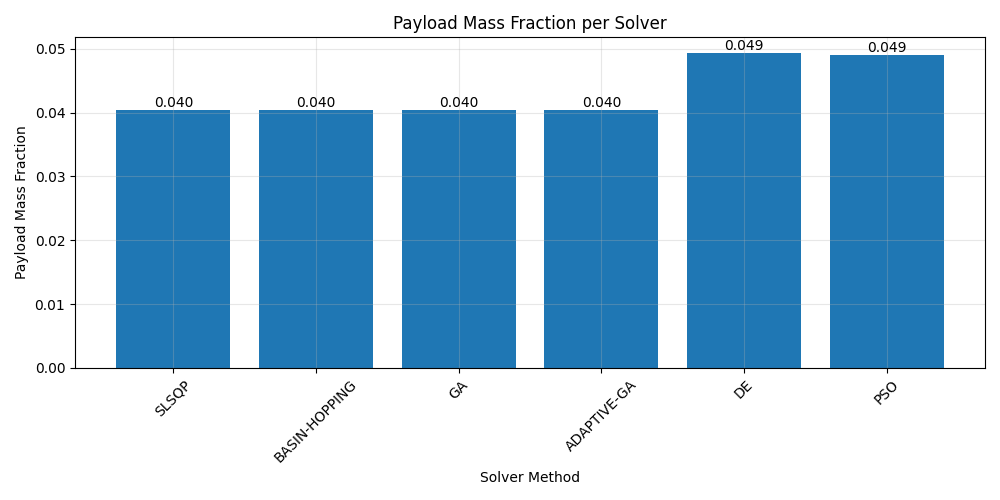 Payload Mass Fraction per Solver
Payload Mass Fraction
0.05
0.04
0.03
0.02
0.01
0.00
0.040
0.040
0.040
0.040
0.049
0.049
SLSQP
BASIN-HOPPING
GA
ADAPTIVE-GA
DE
PSO
Solver Method